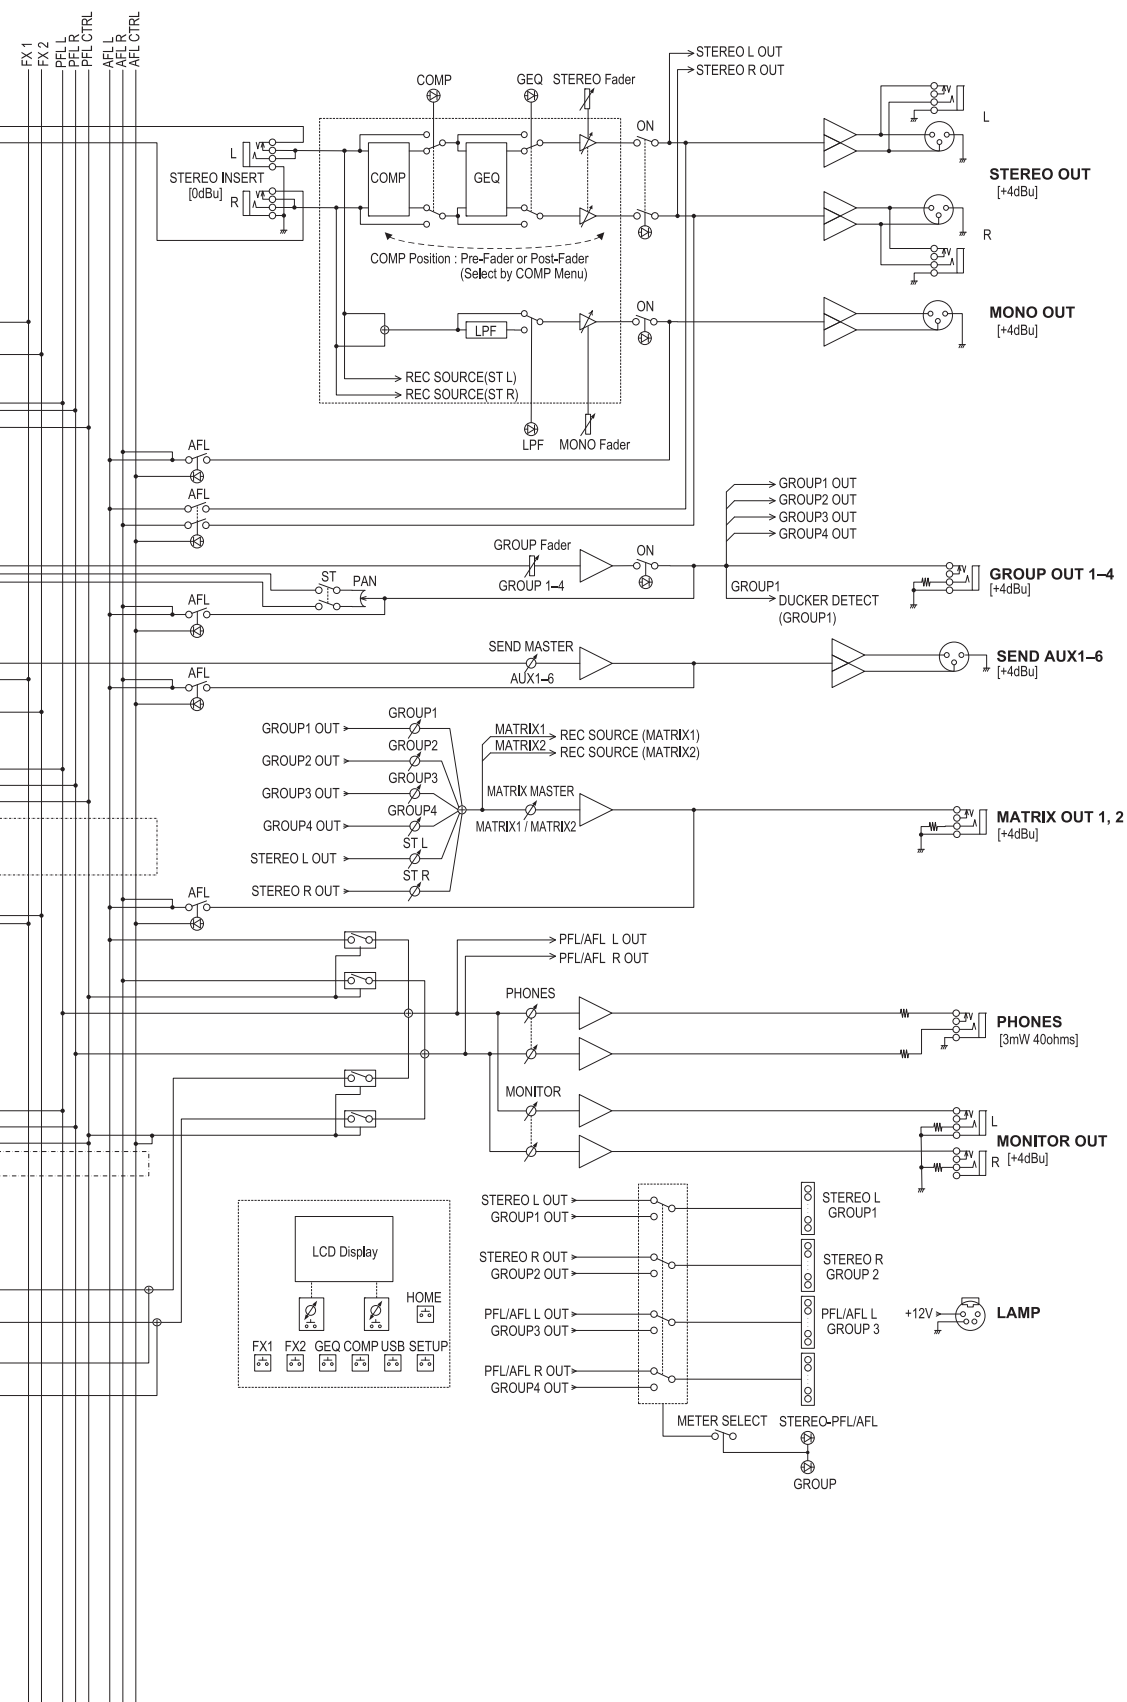 FX 1
FX 2
PFL L
PFL R
PFL CTRL
AFL L
AFL R
AFL CTRL
STEREO L OUT
STEREO R OUT
COMP
GEQ
STEREO Fader
ON
L
L
STEREO INSERT
[0dBu]
R
COMP
GEQ
STEREO OUT
[+4dBu]
R
COMP Position : Pre-Fader or Post-Fader
(Select by COMP Menu)
ON
LPF
MONO OUT
[+4dBu]
REC SOURCE(ST L)
REC SOURCE(ST R)
LPF
MONO Fader
AFL
AFL
GROUP1 OUT
GROUP2 OUT
GROUP3 OUT
GROUP4 OUT
GROUP Fader
ON
GROUP 1–4
ST
PAN
GROUP OUT 1–4
[+4dBu]
GROUP1
DUCKER DETECT
(GROUP1)
AFL
SEND MASTER
AUX1–6
SEND AUX1–6
[+4dBu]
AFL
GROUP1
GROUP1 OUT
MATRIX1
REC SOURCE (MATRIX1)
MATRIX2
REC SOURCE (MATRIX2)
GROUP2
GROUP2 OUT
GROUP3
GROUP3 OUT
MATRIX MASTER
GROUP4
GROUP4 OUT
MATRIX1 / MATRIX2
MATRIX OUT 1, 2
[+4dBu]
ST L
STEREO L OUT
ST R
STEREO R OUT
AFL
PFL/AFL L OUT
PFL/AFL R OUT
PHONES
PHONES
[3mW 40ohms]
MONITOR
L
MONITOR OUT
R [+4dBu]
STEREO L OUT
GROUP1 OUT
STEREO L
GROUP1
LCD Display
STEREO R OUT
GROUP2 OUT
STEREO R
GROUP 2
HOME
PFL/AFL L OUT
GROUP3 OUT
PFL/AFL L
GROUP 3
+12V
LAMP
FX1 FX2 GEQ COMP USB SETUP
PFL/AFL R OUT
GROUP4 OUT
METER SELECT
STEREO-PFL/AFL
GROUP